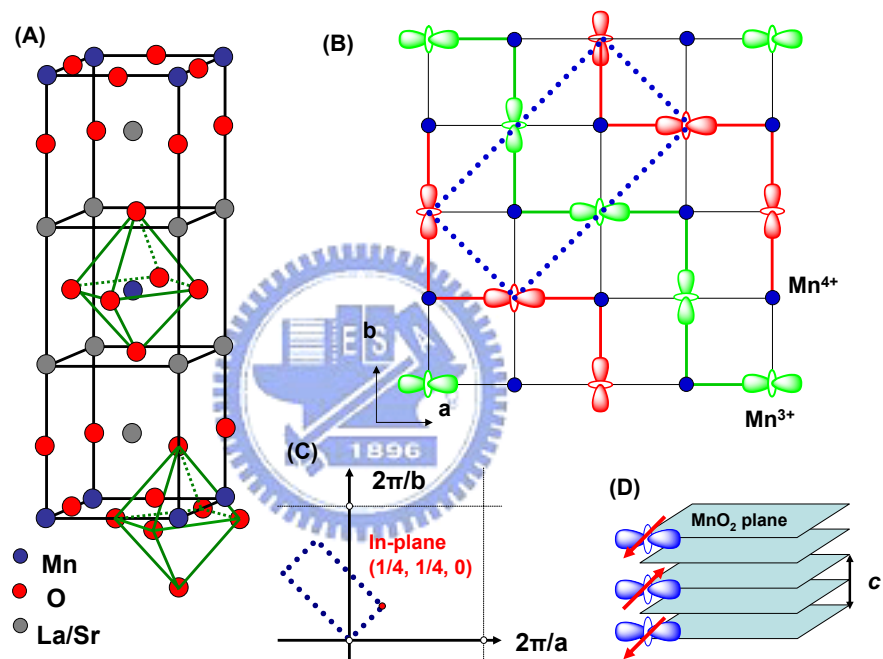 (A)
Mn
O
La/Sr
(B)
b
a
Mn4+
Mn3+
E S
1896
(C)
2π/b
In-plane
(1/4, 1/4, 0)
2π/a
(D)
MnO2 plane
c